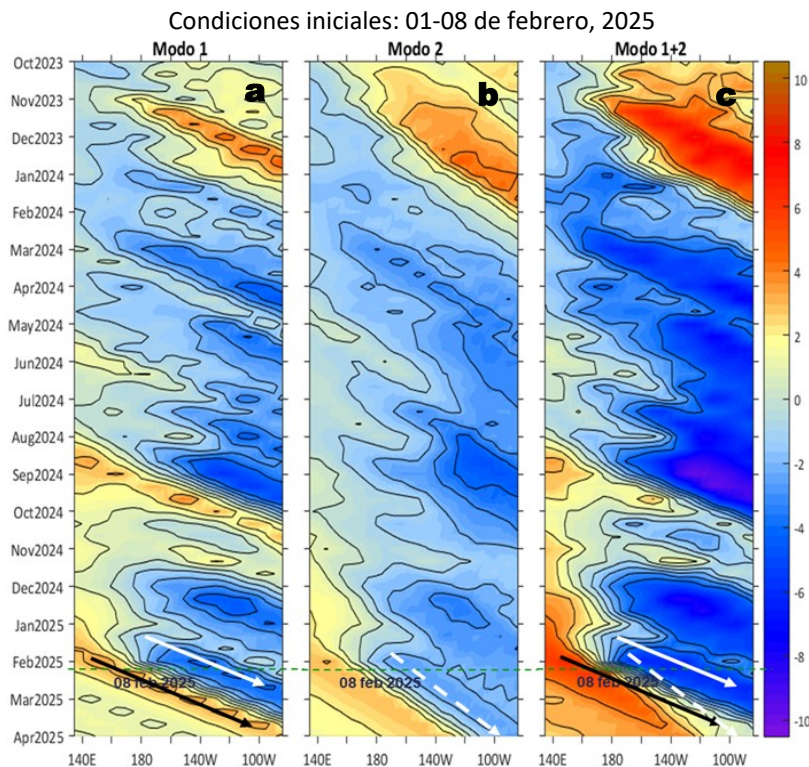 Condiciones iniciales: 01-08 de febrero, 2025
Modo 1
Modo 2
Modo 1+2
a
b
c
Oct2023
Nov2023
Dec2023
Jan2024
Feb2024
Mar2024
Apr2024
May2024
Jun2024
Jul2024
Aug2024
Sep2024
Oct2024
Nov2024
Dec2024
Jan2025
Feb2025
Mar2025
Apr2025
08 feb 2025
08 feb 2025
08 feb 2025
140E 180 140W 100W
140E 180 140W 100W
140E 180 140W 100W
10
8
6
4
2
0
-2
-4
-6
-8
-10